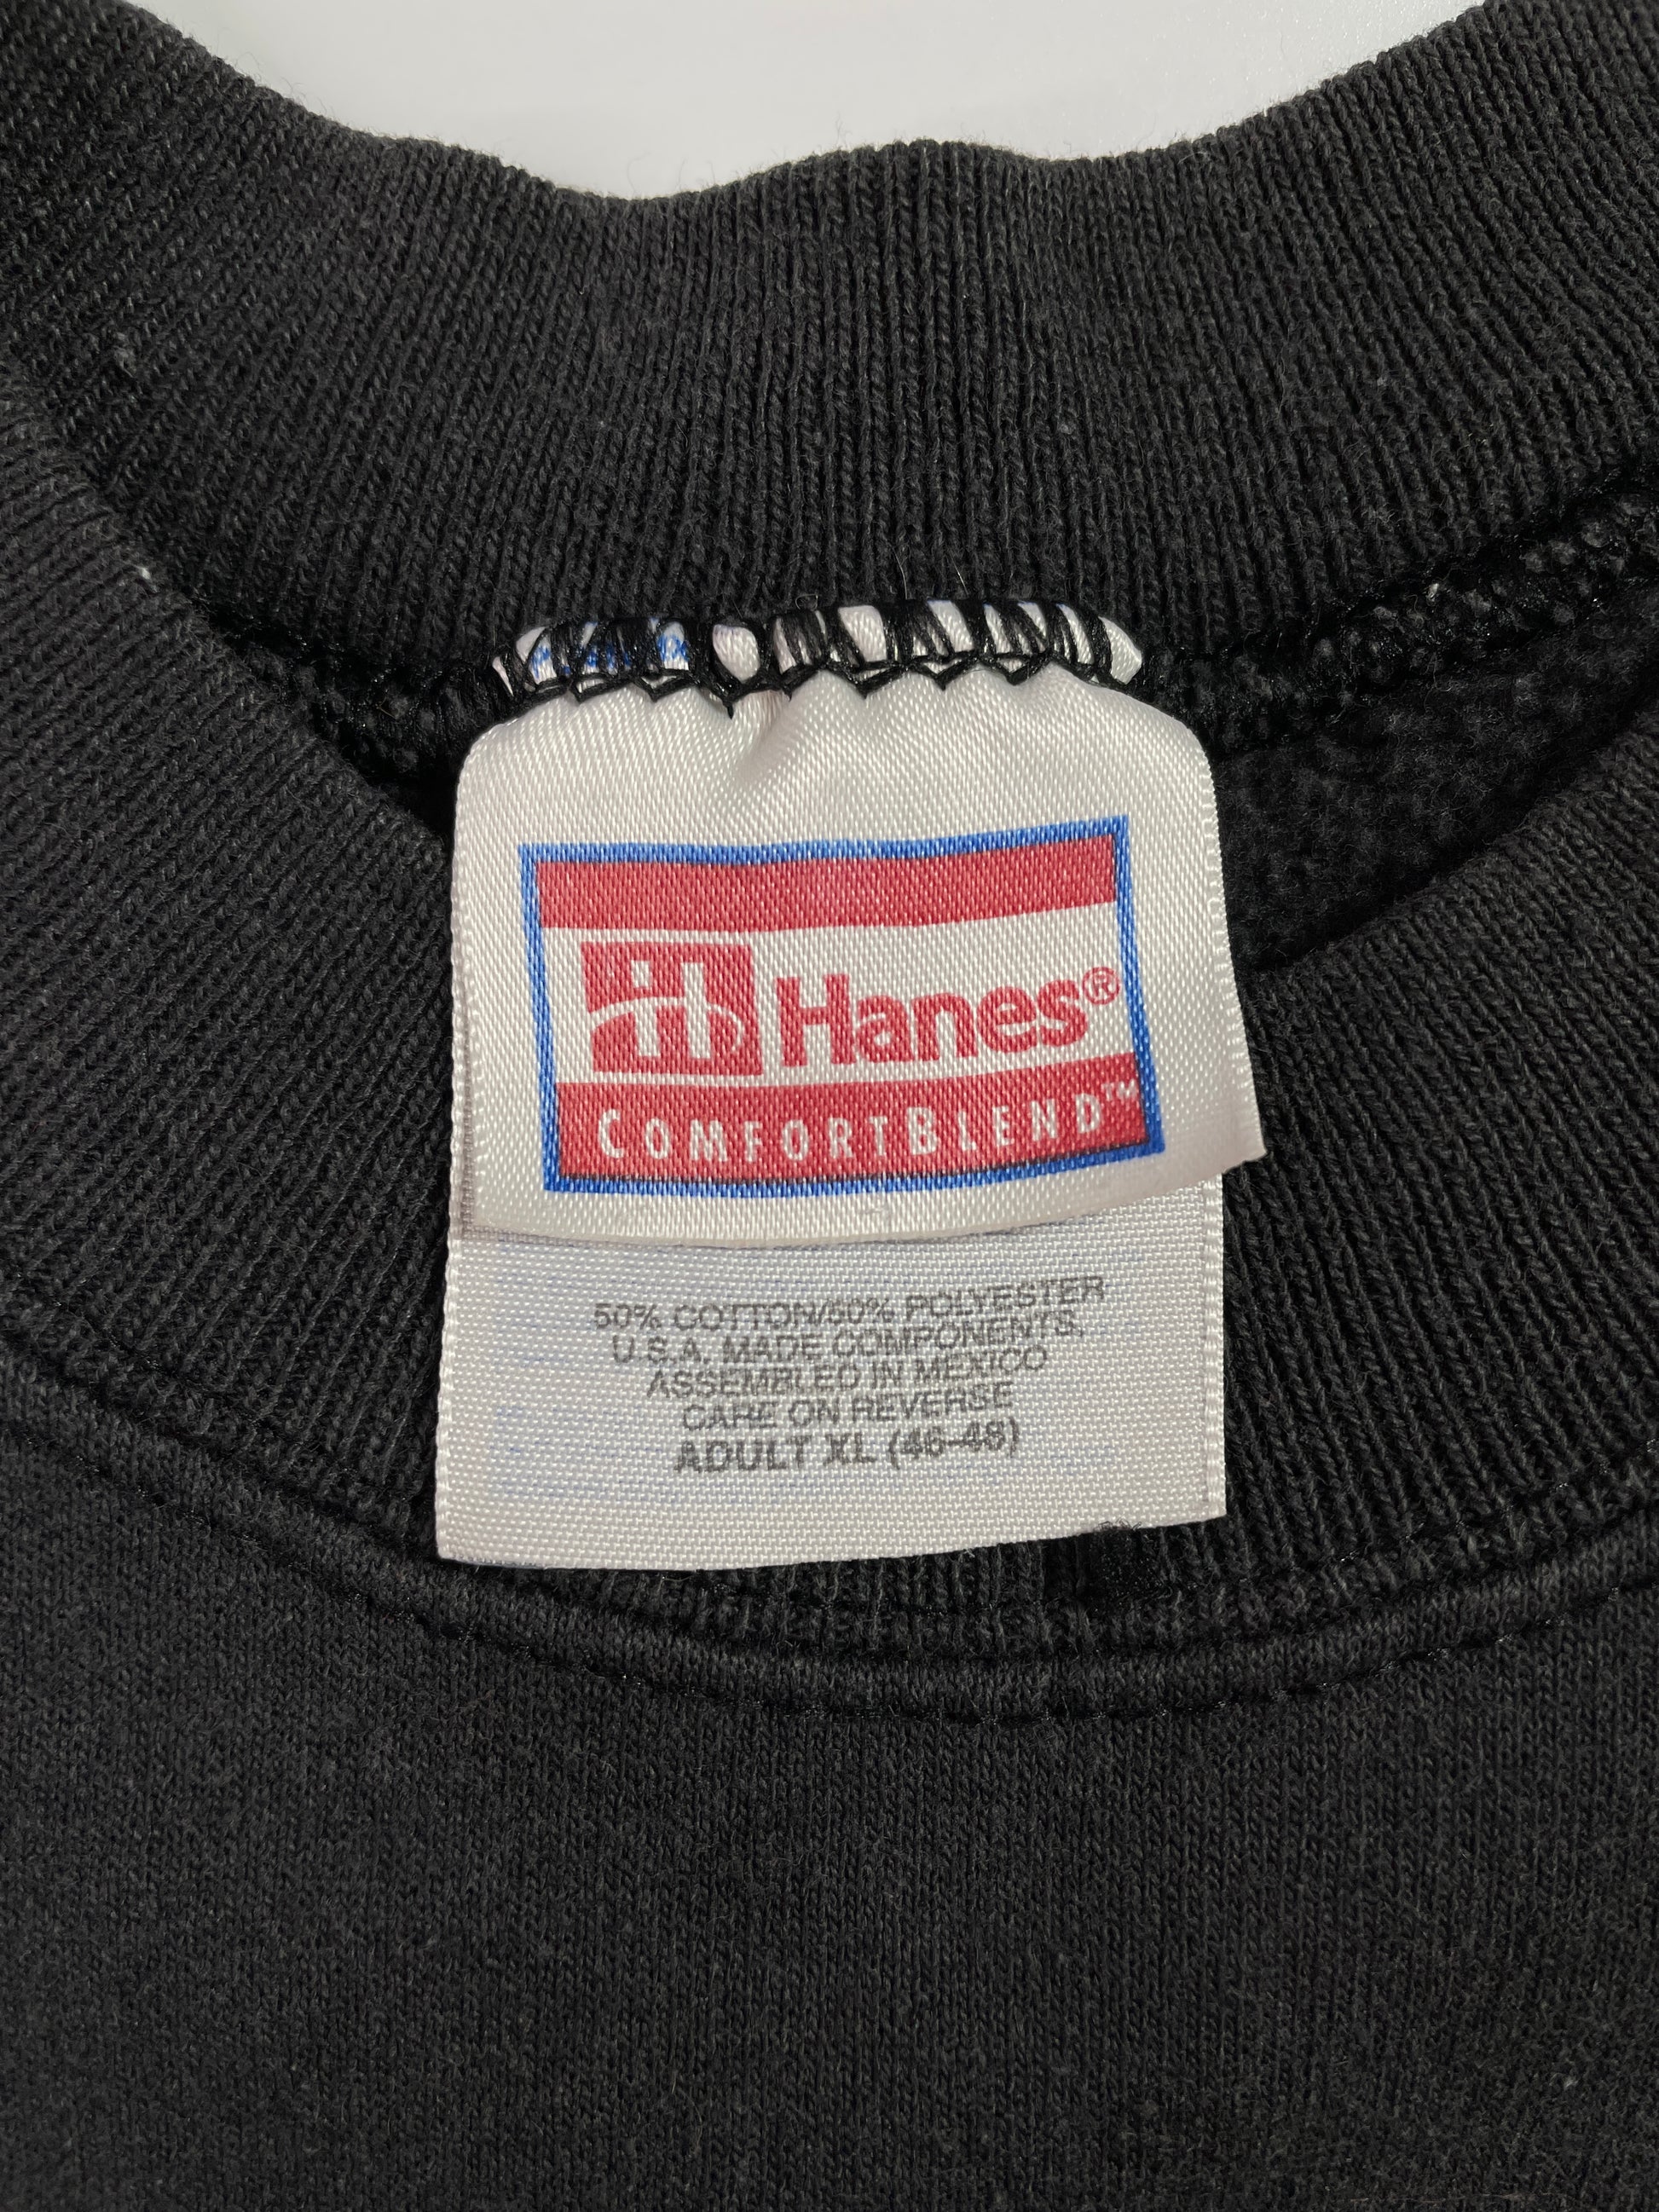 Hanes®
COMFORTBLEND™
50% COTTON/50% POLYESTER
U.S.A. MADE COMPONENTS,
ASSEMBLED IN MEXICO
CARE ON REVERSE
ADULT XL (46-48)